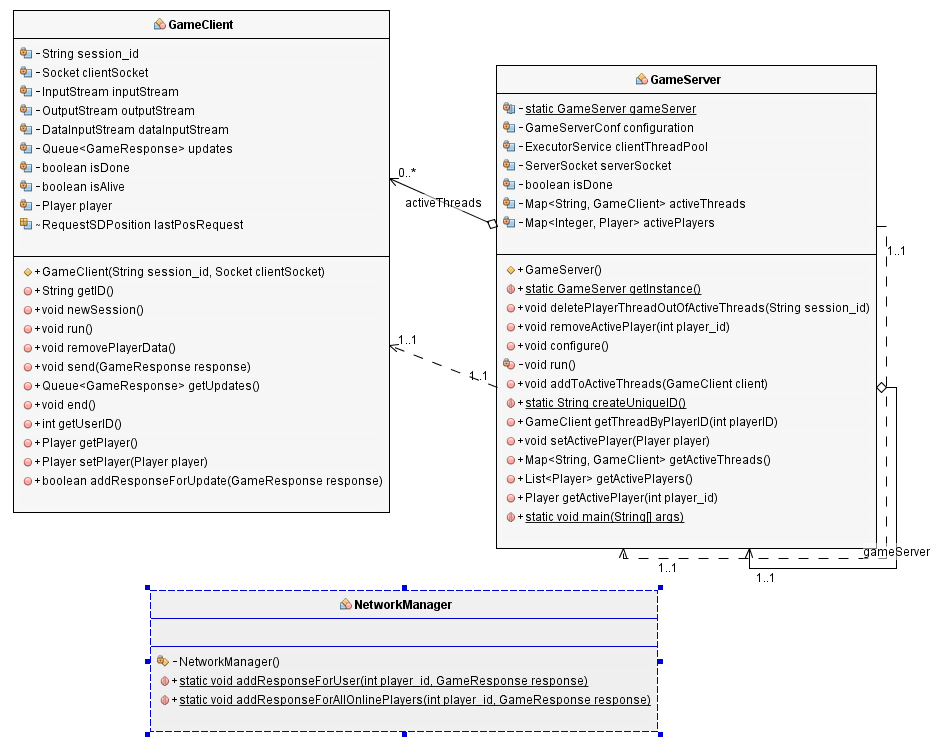 GameClient
-String session_id
-Socket clientSocket
-InputStream inputStream
-OutputStream outputStream
-DataInputStream dataInputStream
-Queue<GameResponse> updates
-boolean isDone
-boolean isAlive
-Player player
~RequestSDPosition lastPosRequest
+GameClient(String session_id, Socket clientSocket)
+String getID()
+void newSession()
+void run()
+void removePlayerData()
+void send(GameResponse response)
+Queue<GameResponse> getUpdates()
+void end()
+int getUserID()
+Player getPlayer()
+Player setPlayer(Player player)
+boolean addResponseForUpdate(GameResponse response)
0..*
activeThreads
1..1
1..1
GameServer
-static GameServer gameServer
-GameServerConf configuration
-ExecutorService clientThreadPool
-ServerSocket serverSocket
-boolean isDone
-Map<String, GameClient> activeThreads
-Map<Integer, Player> activePlayers
+GameServer()
+static GameServer getInstance()
+void deletePlayerThreadOutOfActiveThreads(String session_id)
+void removeActivePlayer(int player_id)
+void configure()
-void run()
+void addToActiveThreads(GameClient client)
+static String createUniqueID()
+GameClient getThreadByPlayerID(int playerID)
+void setActivePlayer(Player player)
+Map<String, GameClient> getActiveThreads()
+List<Player> getActivePlayers()
+Player getActivePlayer(int player_id)
+static void main(String[] args)
1..1
gameServer
1..1
1..1
NetworkManager
-NetworkManager()
+static void addResponseForUser(int player_id, GameResponse response)
+static void addResponseForAllOnlinePlayers(int player_id, GameResponse response)